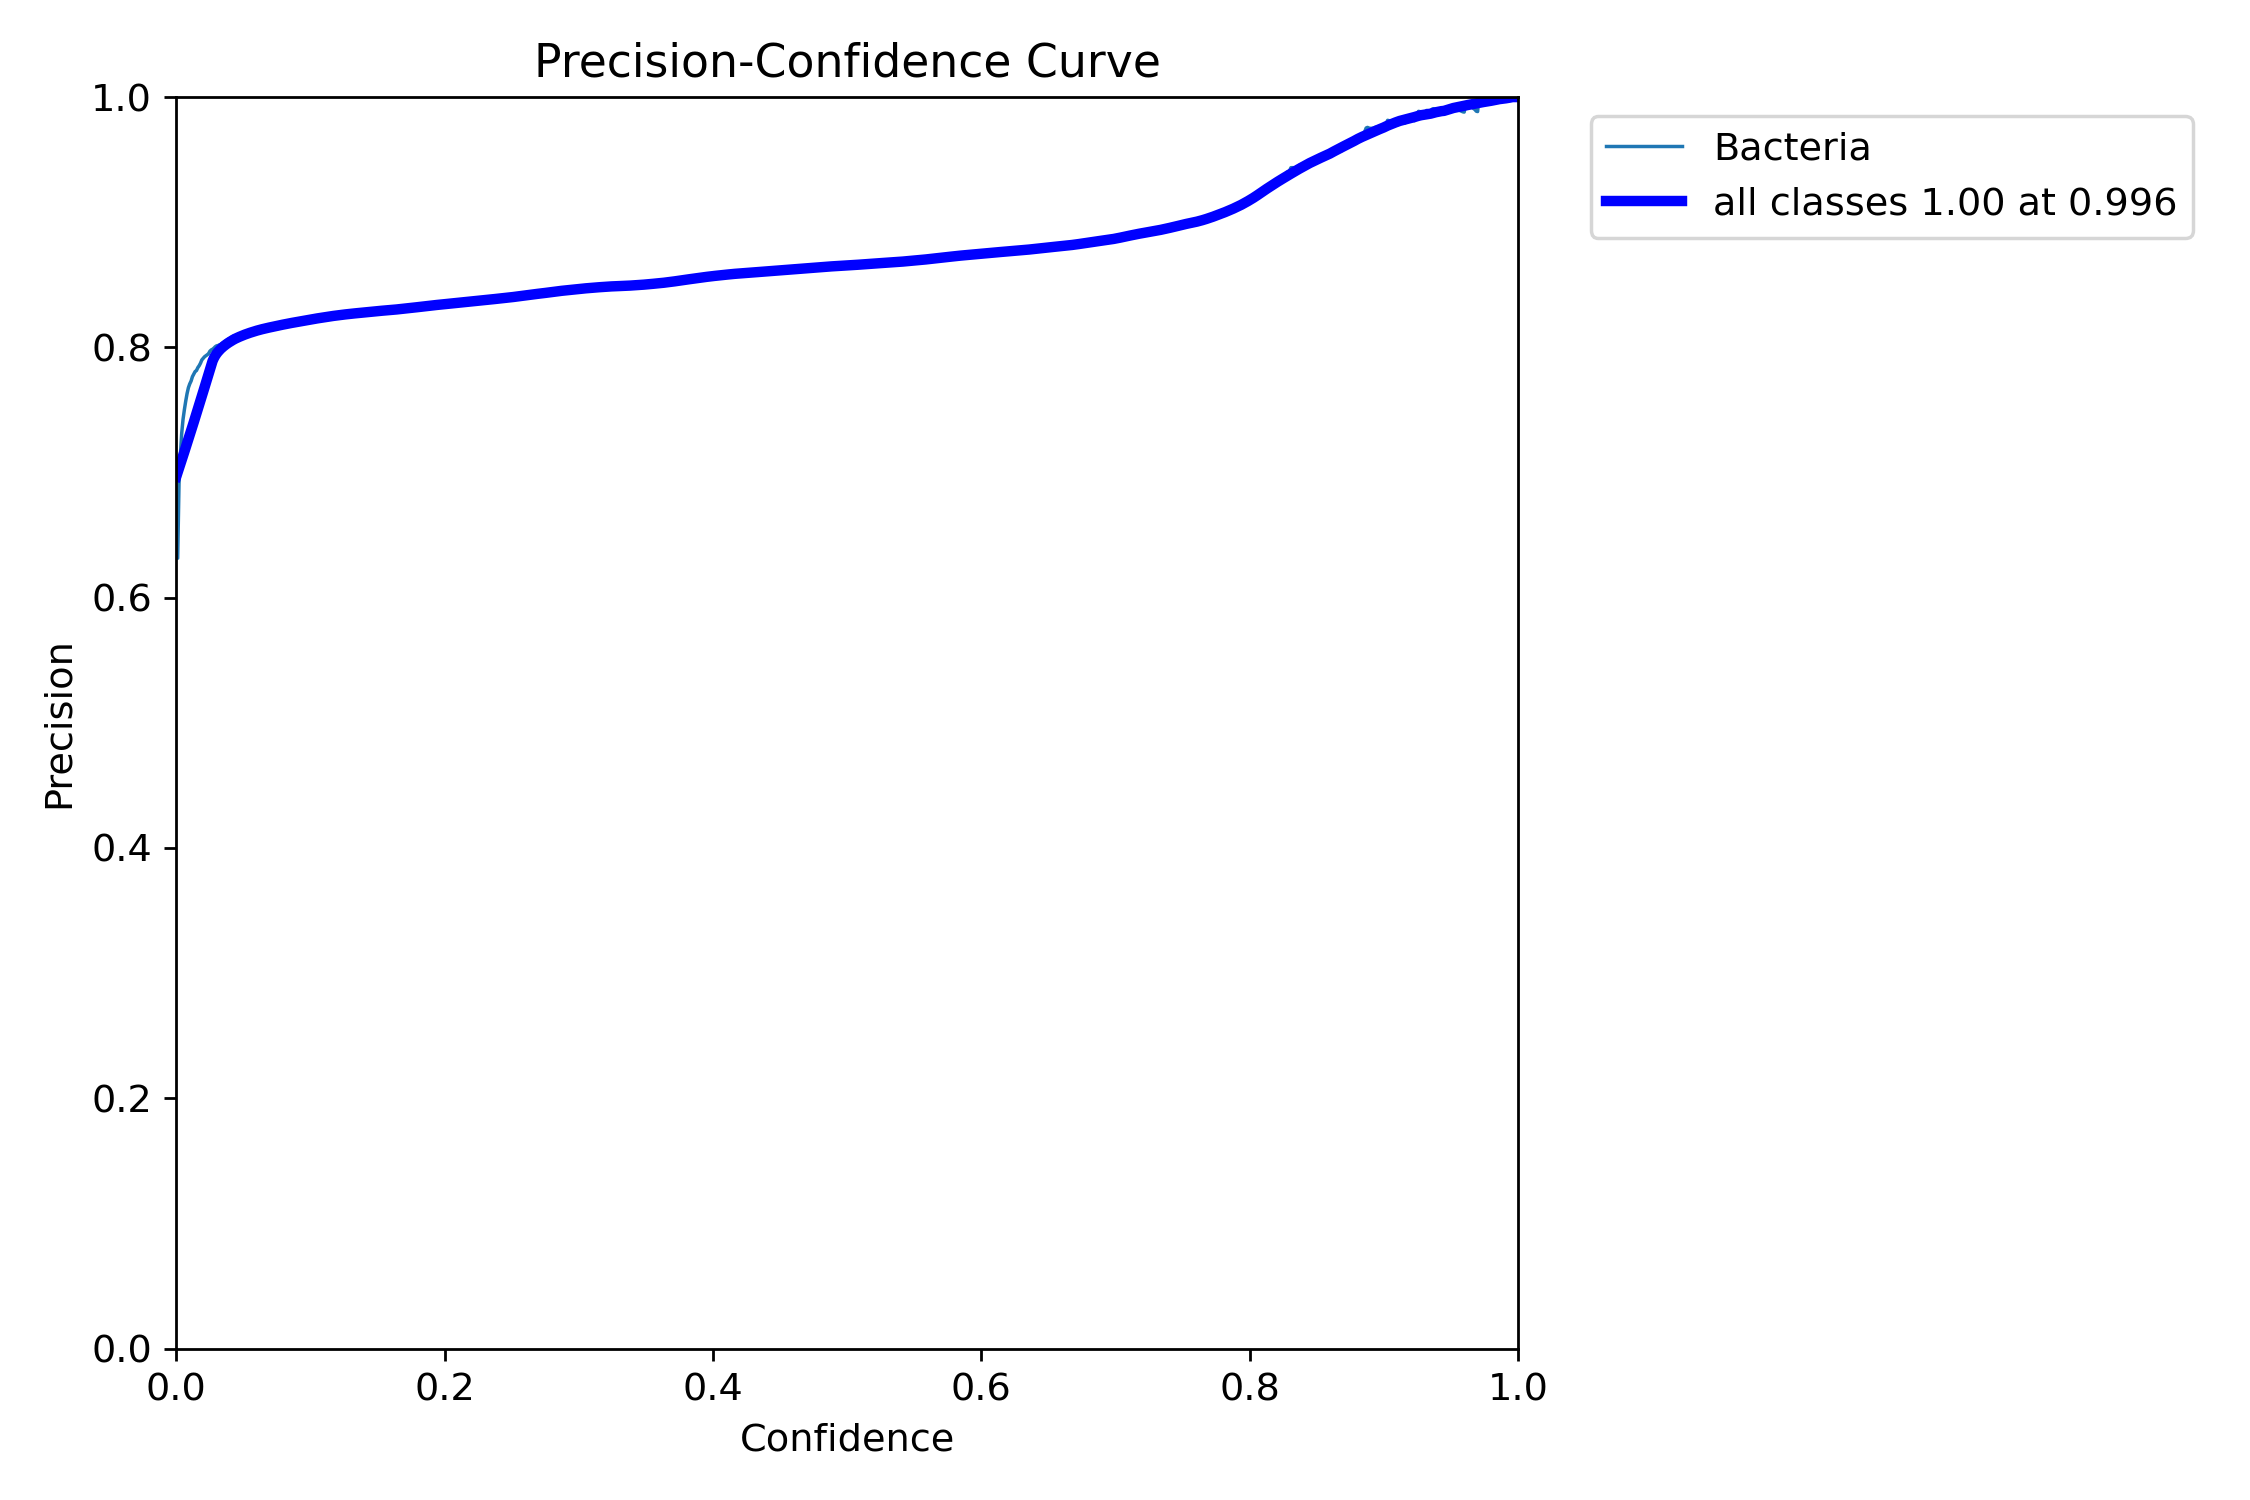 Precision-Confidence Curve
1.0
0.8
0.6
0.4
0.2
0.0
Precision
0.0 0.2 0.4 0.6 0.8 1.0
Confidence
Bacteria
all classes 1.00 at 0.996